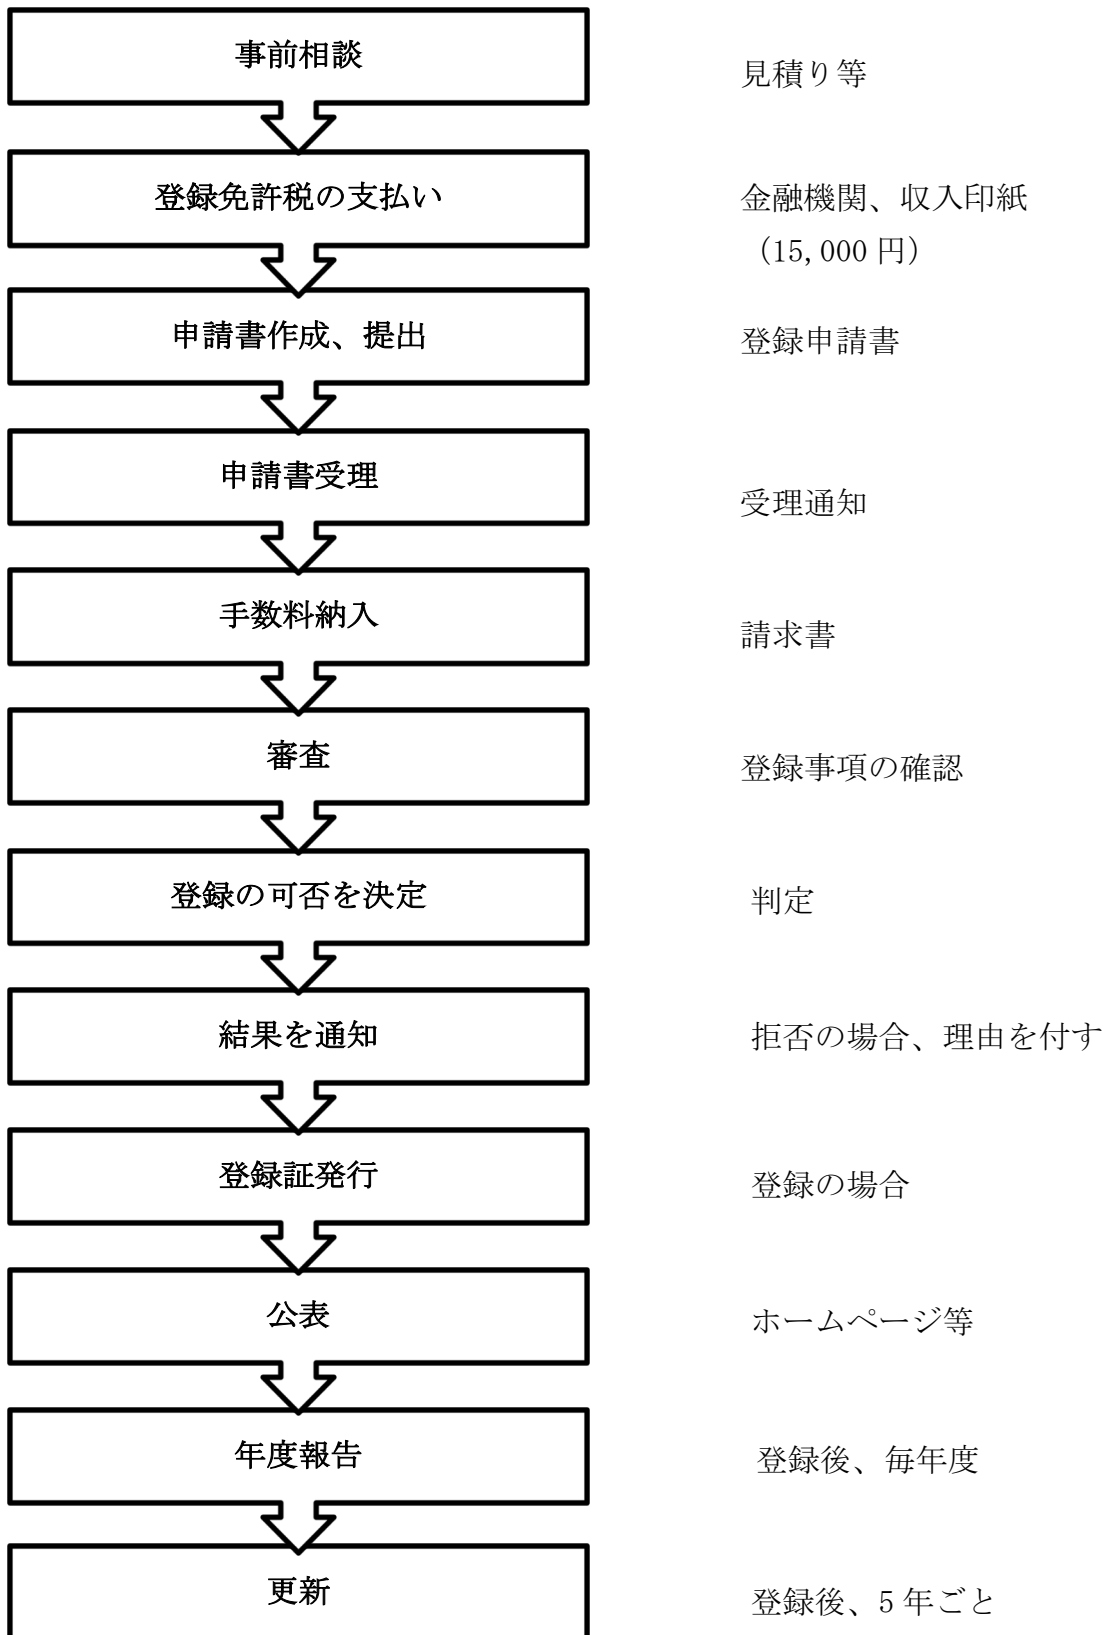 事前相談
見積り等
登録免許税の支払い
金融機関、収入印紙
（15,000 円）
申請書作成、提出
登録申請書
申請書受理
受理通知
手数料納入
請求書
審査
登録事項の確認
登録の可否を決定
判定
結果を通知
拒否の場合、理由を付す
登録証発行
登録の場合
公表
ホームページ等
年度報告
登録後、毎年度
更新
登録後、5 年ごと